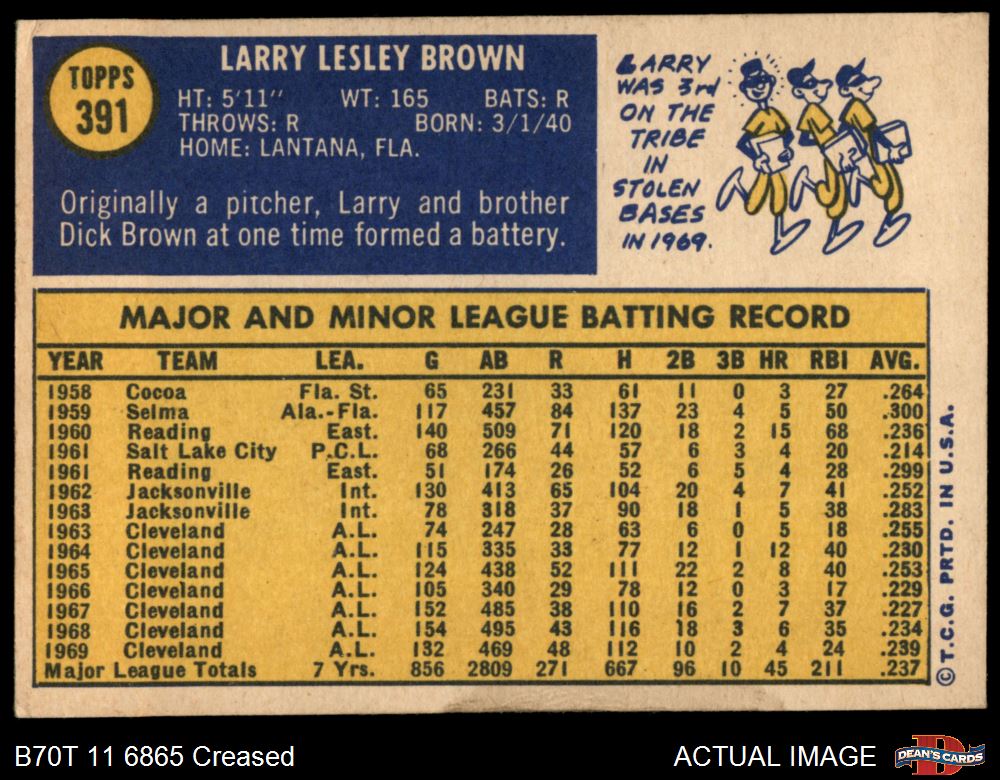 TOPPS
391
LARRY LESLEY BROWN
HT: 5'11" WT: 165 BATS: R
THROWS: R BORN: 3/1/40
HOME: LANTANA, FLA.
Originally a pitcher, Larry and brother
Dick Brown at one time formed a battery.
LARRY
WAS 3rd
ON THE
TRIBE
IN
STOLEN
BASES
IN 1969.
MAJOR AND MINOR LEAGUE BATTING RECORD
YEAR TEAM LEA. G AB R H 2B 3B HR RBI AVG.
1958 Cocoa Fla. St. 65 231 33 61 11 0 3 27 .264
1959 Selma Ala.-Fla. 117 457 84 137 23 4 5 50 .300
1960 Reading East. 140 509 71 120 18 2 15 68 .236
1961 Salt Lake City P.C.L. 68 266 44 57 6 3 4 20 .214
1961 Reading East. 51 174 26 52 6 5 4 28 .299
1962 Jacksonville Int. 130 413 65 104 20 4 7 41 .252
1963 Jacksonville Int. 78 318 37 90 18 1 5 38 .283
1963 Cleveland A.L. 74 247 28 63 6 0 5 18 .255
1964 Cleveland A.L. 115 335 33 77 12 1 12 40 .230
1965 Cleveland A.L. 124 438 52 111 22 2 8 40 .253
1966 Cleveland A.L. 105 340 29 78 12 0 3 17 .229
1967 Cleveland A.L. 152 485 38 110 16 2 7 37 .227
1968 Cleveland A.L. 154 495 43 116 18 3 6 35 .234
1969 Cleveland A.L. 132 469 48 112 10 2 4 24 .239
Major League Totals 7 Yrs. 856 2809 271 667 96 10 45 211 .237
© T.C.G. PRTD. IN U.S.A.
B70T 11 6865 Creased
ACTUAL IMAGE
DEAN'S CARDS